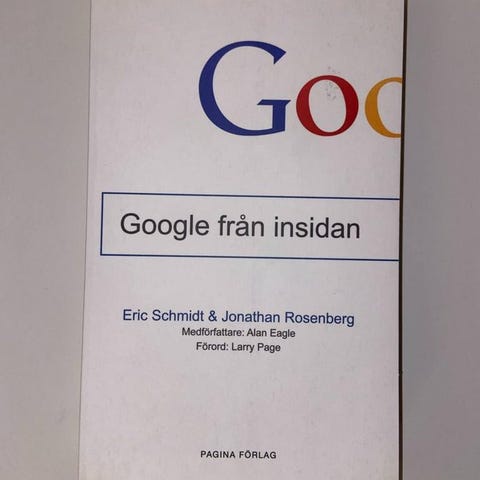 Goo
Google från insidan
Eric Schmidt & Jonathan Rosenberg
Medförfattare: Alan Eagle
Förord: Larry Page
PAGINA FÖRLAG